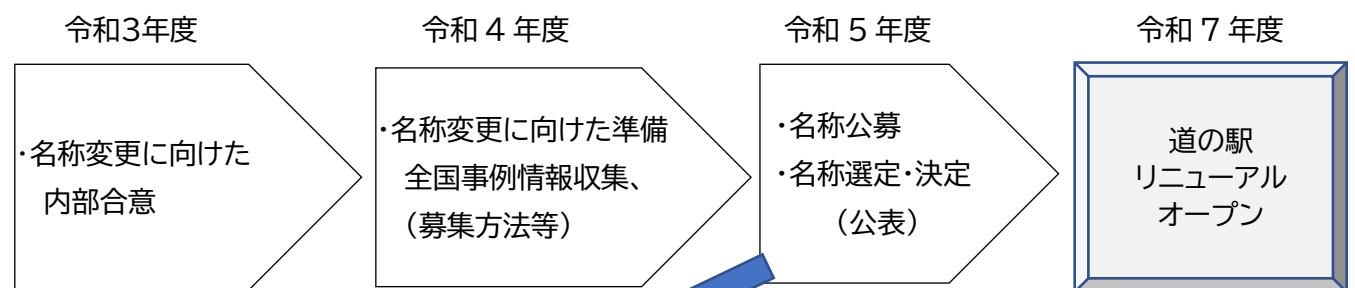 令和3年度
・名称変更に向けた
内部合意
令和4年度
・名称変更に向けた準備
全国事例情報収集、
(募集方法等)
令和5年度
・名称公募
・名称選定・決定
(公表)
令和7年度
道の駅
リニューアル
オープン